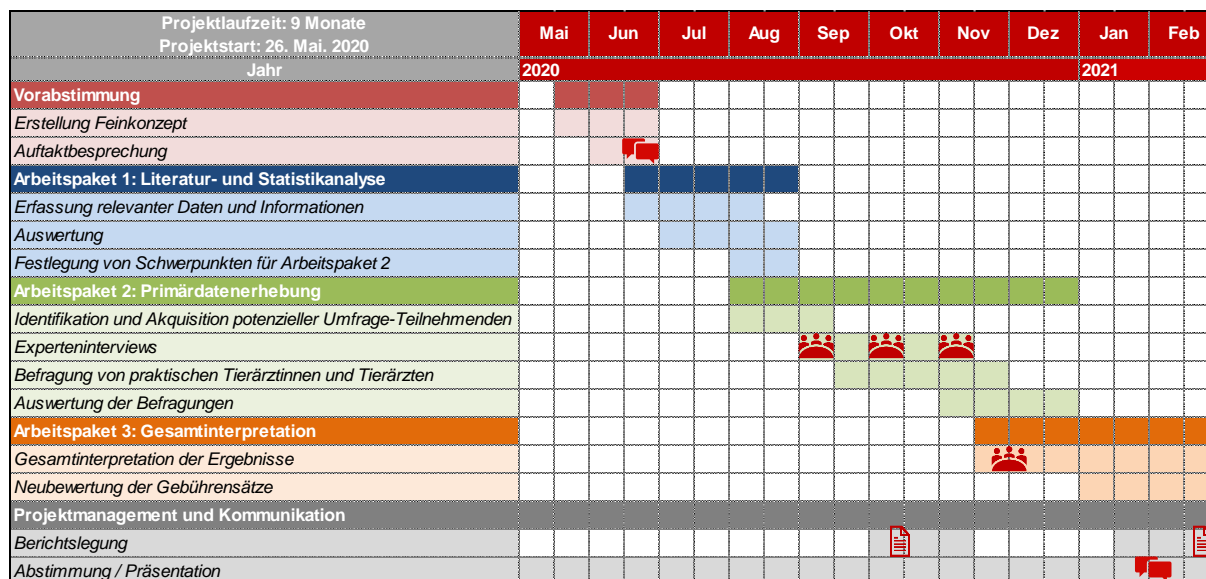 Projektlaufzeit: 9 Monate
Projektstart: 26. Mai. 2020
Mai Jun Jul Aug Sep Okt Nov Dez Jan Feb
Jahr 2020 2021
Vorabstimmung
Erstellung Feinkonzept
Auftaktbesprechung
Arbeitspaket 1: Literatur- und Statistikanalyse
Erfassung relevanter Daten und Informationen
Auswertung
Festlegung von Schwerpunkten für Arbeitspaket 2
Arbeitspaket 2: Primärdatenerhebung
Identifikation und Akquisition potenzieller Umfrage-Teilnehmenden
Experteninterviews
Befragung von praktischen Tierärztinnen und Tierärzten
Auswertung der Befragungen
Arbeitspaket 3: Gesamtinterpretation
Gesamtinterpretation der Ergebnisse
Neubewertung der Gebührensätze
Projektmanagement und Kommunikation
Berichtslegung
Abstimmung / Präsentation